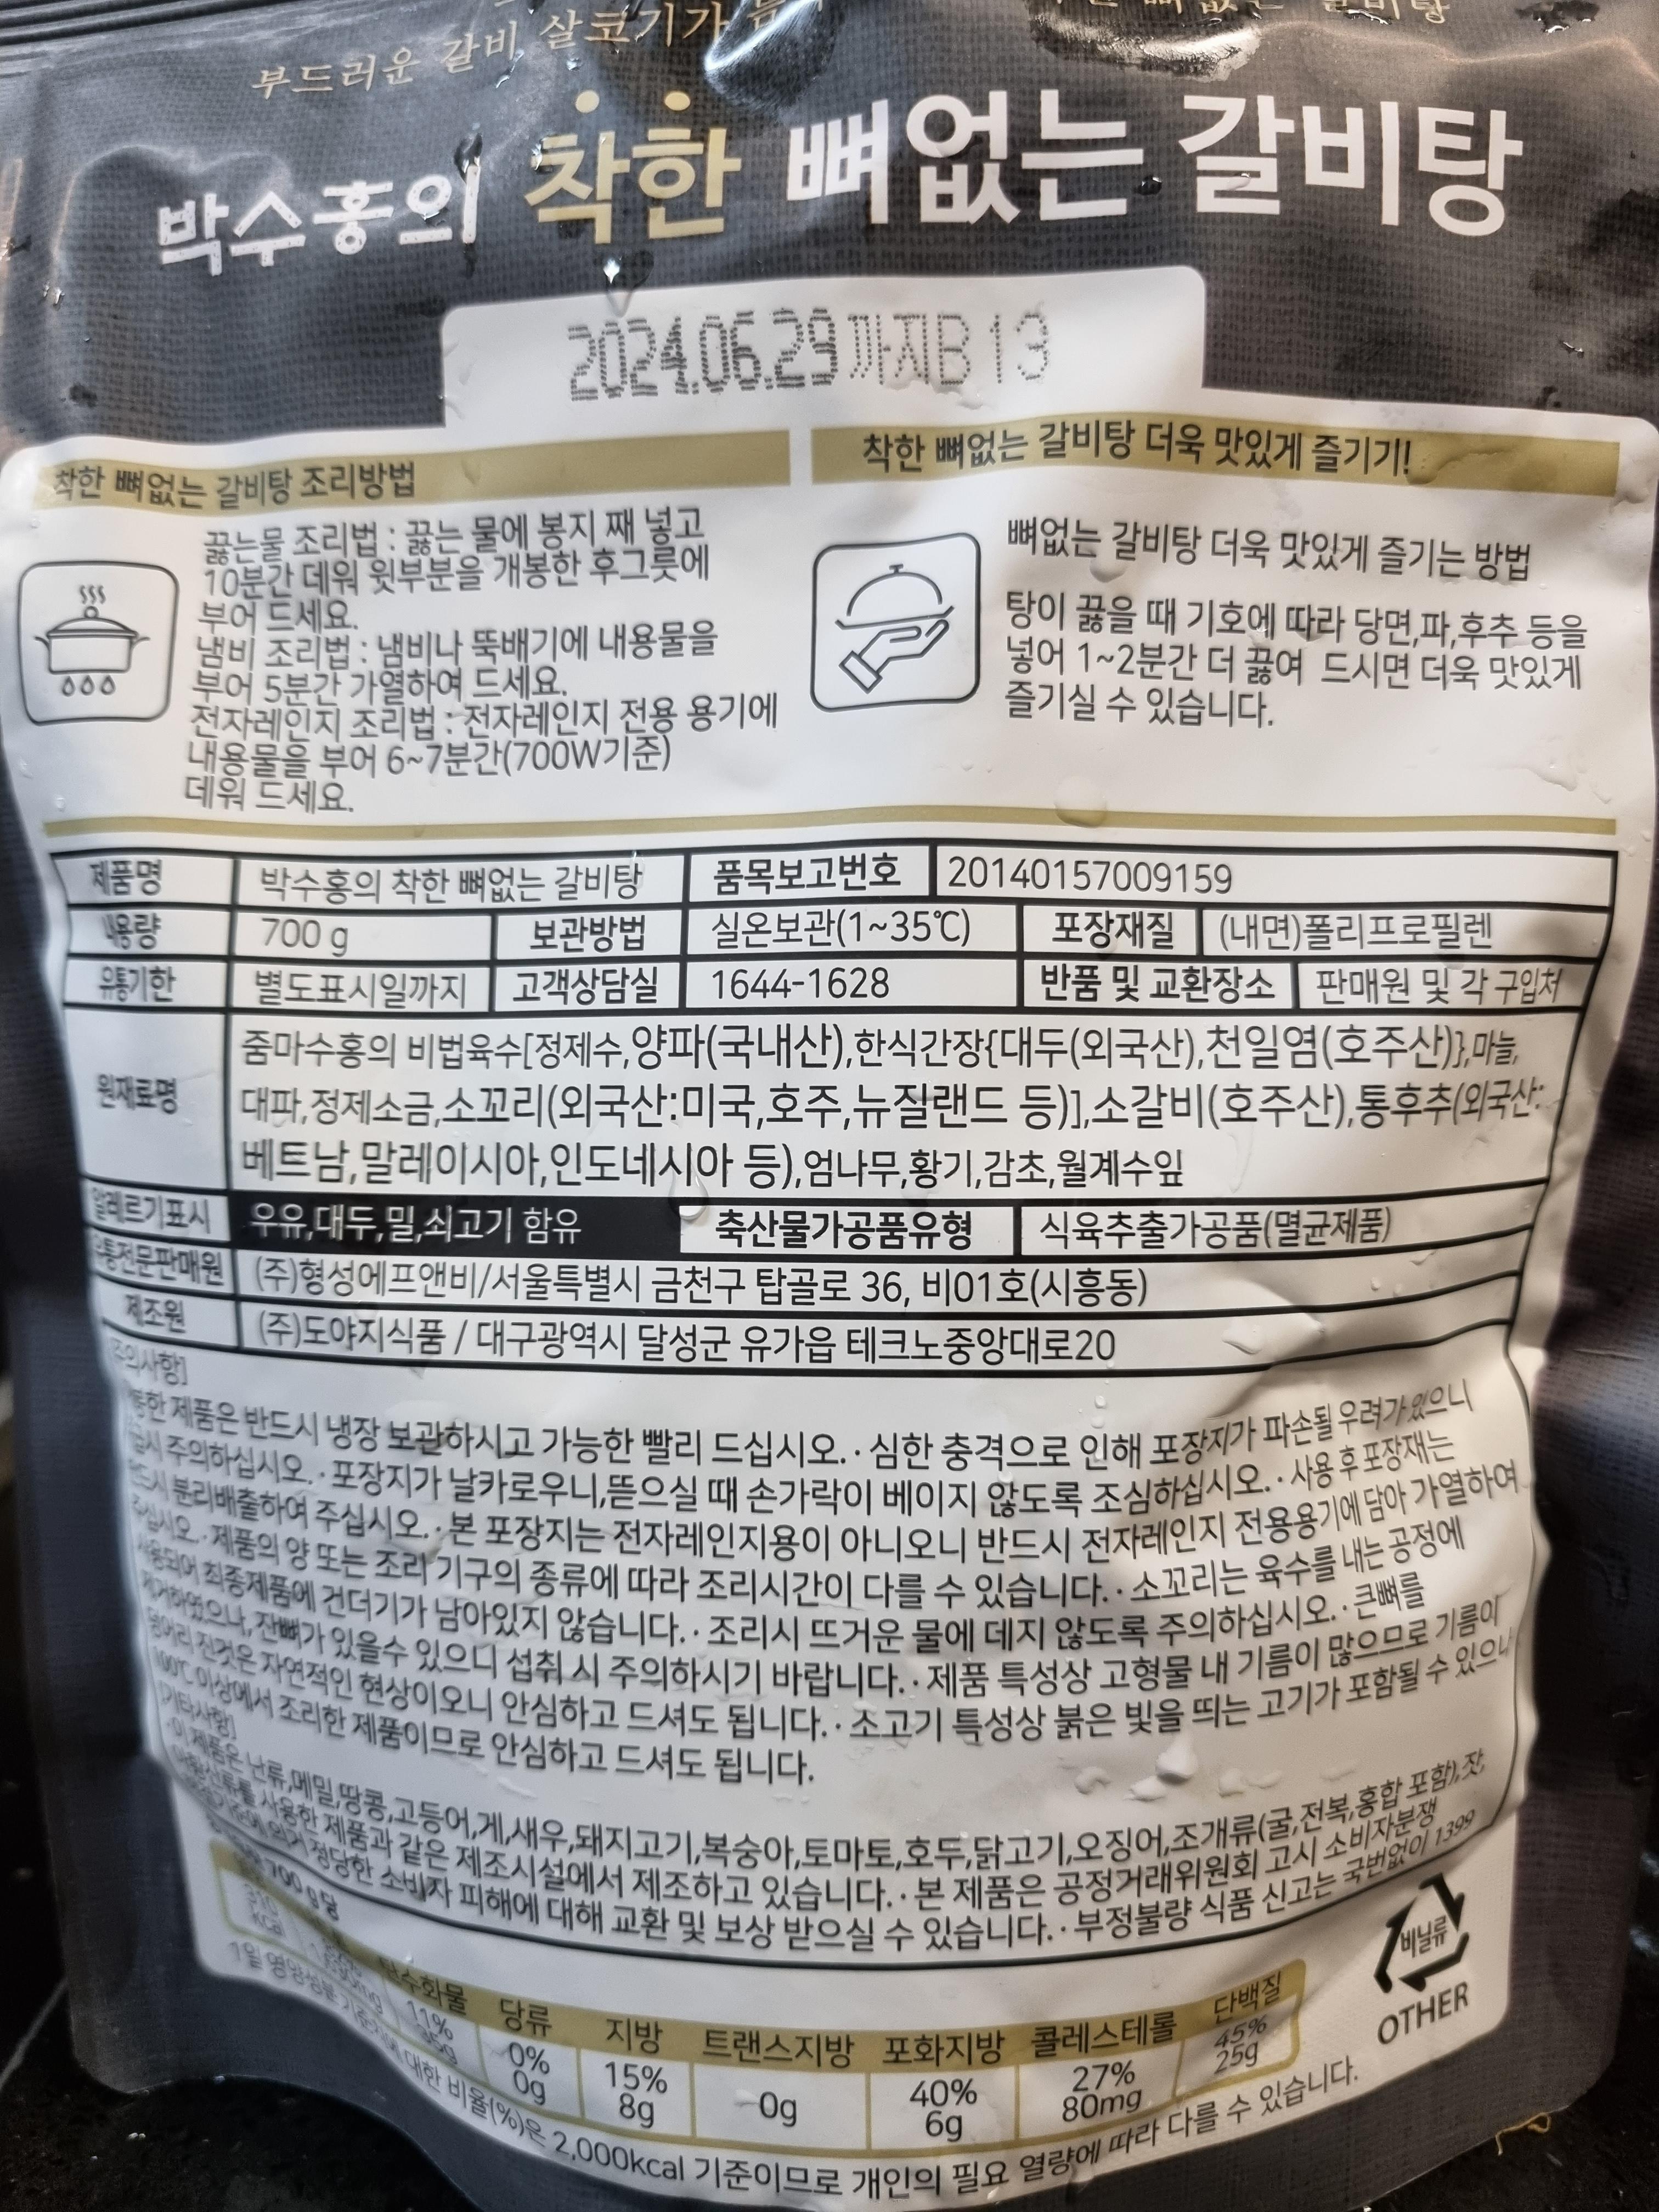 부드러운 갈비 살코기가
박수홍의 착한 뼈없는 갈비탕
2024.06.29까지B13
착한 뼈없는 갈비탕 조리방법
끓는물 조리법 : 끓는 물에 봉지 째 넣고
10분간 데워 윗부분을 개봉한 후그릇에
부어 드세요.
냄비 조리법 : 냄비나 뚝배기에 내용물을
부어 5분간 가열하여 드세요.
전자레인지 조리법 : 전자레인지 전용 용기에
내용물을 부어 6~7분간(700W기준)
데워 드세요.
착한 뼈없는 갈비탕 더욱 맛있게 즐기기!
뼈없는 갈비탕 더욱 맛있게 즐기는 방법
탕이 끓을 때 기호에 따라 당면,파,후추 등을
넣어 1~2분간 더 끓여 드시면 더욱 맛있게
즐기실 수 있습니다.
제품명 박수홍의 착한 뼈없는 갈비탕 품목보고번호 20140157009159
내용량 700 g 보관방법 실온보관(1~35℃) 포장재질 (내면)폴리프로필렌
유통기한 별도표시일까지 고객상담실 1644-1628 반품 및 교환장소 판매원 및 각 구입처
원재료명 줌마수홍의 비법육수[정제수,양파(국내산),한식간장{대두(외국산),천일염(호주산)},마늘,
대파,정제소금,소꼬리(외국산:미국,호주,뉴질랜드 등)],소갈비(호주산),통후추(외국산:
베트남,말레이시아,인도네시아 등),엄나무,황기,감초,월계수잎
알레르기표시 우유,대두,밀,쇠고기 함유 축산물가공품유형 식육추출가공품(멸균제품)
유통전문판매원 (주)형성에프앤비/서울특별시 금천구 탑골로 36, 비01호(시흥동)
제조원 (주)도야지식품 / 대구광역시 달성군 유가읍 테크노중앙대로20
[주의사항]
제품은 반드시 냉장 보관하시고 가능한 빨리 드십시오. · 심한 충격으로 인해 포장지가 파손될 우려가 있으니
주의하십시오. · 포장지가 날카로우니,뜯으실 때 손가락이 베이지 않도록 조심하십시오. · 사용 후 포장재는
반드시 분리배출하여 주십시오. · 본 포장지는 전자레인지용이 아니오니 반드시 전자레인지 전용용기에 담아 가열하여
주십시오. · 제품의 양 또는 조리 기구의 종류에 따라 조리시간이 다를 수 있습니다. · 소꼬리는 육수를 내는 공정에
사용되어 최종제품에 건더기가 남아있지 않습니다. · 조리시 뜨거운 물에 데지 않도록 주의하십시오. · 큰뼈를
제거하였으나, 잔뼈가 있을수 있으니 섭취 시 주의하시기 바랍니다. · 제품 특성상 고형물 내 기름이 많으므로 기름이
덩어리 진것은 자연적인 현상이오니 안심하고 드셔도 됩니다. · 소고기 특성상 붉은 빛을 띄는 고기가 포함될 수 있으나
100℃ 이상에서 조리한 제품이므로 안심하고 드셔도 됩니다.
[기타사항]
· 이 제품은 난류,메밀,땅콩,고등어,게,새우,돼지고기,복숭아,토마토,호두,닭고기,오징어,조개류(굴,전복,홍합 포함),잣,
사용한 제품과 같은 제조시설에서 제조하고 있습니다. · 본 제품은 공정거래위원회 고시 소비자분쟁
의거 정당한 소비자 피해에 대해 교환 및 보상 받으실 수 있습니다. · 부정불량 식품 신고는 국번없이 1399
700 g당
310 kcal
탄수화물 당류 지방 트랜스지방 포화지방 콜레스테롤 단백질
11% 0% 15% 40% 27% 45%
0g 8g 0g 6g 80mg 25g
1일 영양성분 기준치에 대한 비율(%)은 2,000kcal 기준이므로 개인의 필요 열량에 따라 다를 수 있습니다.
비닐류
OTHER